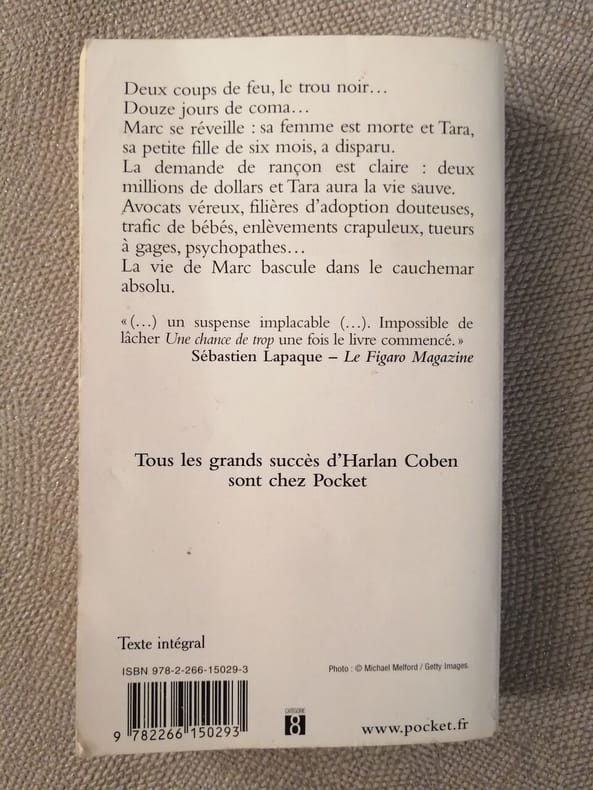 Deux coups de feu, le trou noir…
Douze jours de coma…
Marc se réveille : sa femme est morte et Tara,
sa petite fille de six mois, a disparu.
La demande de rançon est claire : deux
millions de dollars et Tara aura la vie sauve.
Avocats véreux, filières d'adoption douteuses,
trafic de bébés, enlèvements crapuleux, tueurs
à gages, psychopathes…
La vie de Marc bascule dans le cauchemar
absolu.
« (…) un suspense implacable (…). Impossible de
lâcher Une chance de trop une fois le livre commencé. »
Sébastien Lapaque – Le Figaro Magazine
Tous les grands succès d'Harlan Coben
sont chez Pocket
Texte intégral
ISBN 978-2-266-15029-3
Photo : © Michael Melford / Getty Images.
9 782266 150293
CATÉGORIE
8
www.pocket.fr